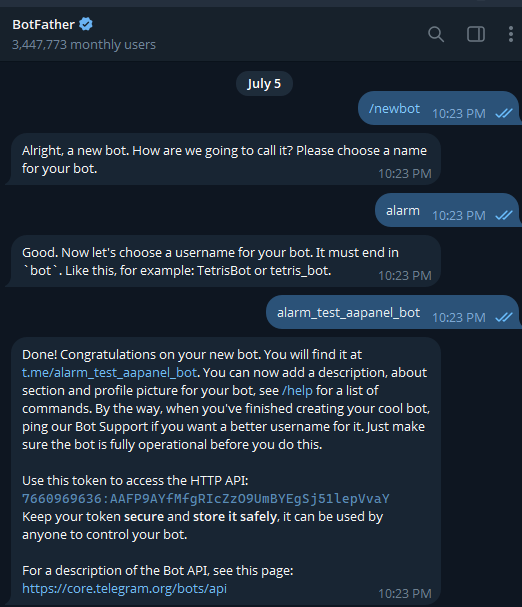 BotFather
3,447,773 monthly users
July 5
/newbot 10:23 PM
Alright, a new bot. How are we going to call it? Please choose a name
for your bot. 10:23 PM
alarm 10:23 PM
Good. Now let's choose a username for your bot. It must end in
`bot`. Like this, for example: TetrisBot or tetris_bot. 10:23 PM
alarm_test_aapanel_bot 10:23 PM
Done! Congratulations on your new bot. You will find it at
t.me/alarm_test_aapanel_bot. You can now add a description, about
section and profile picture for your bot, see /help for a list of
commands. By the way, when you've finished creating your cool bot,
ping our Bot Support if you want a better username for it. Just make
sure the bot is fully operational before you do this.
Use this token to access the HTTP API:
7660969636:AAFP9AYfMfgRIcZzO9UmBYEgSj51lepVvaY
Keep your token secure and store it safely, it can be used by
anyone to control your bot.
For a description of the Bot API, see this page:
https://core.telegram.org/bots/api 10:23 PM